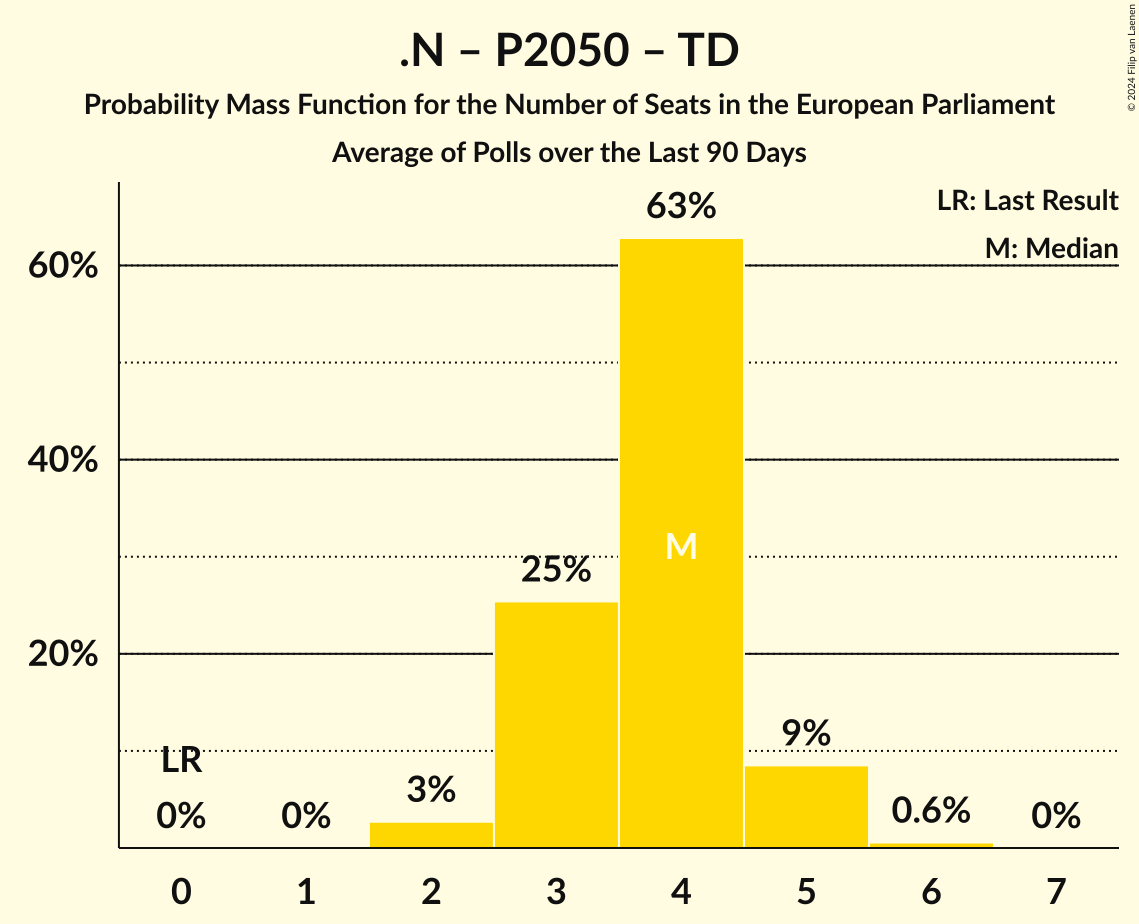 .N – P2050 – TD
Probability Mass Function for the Number of Seats in the European Parliament
Average of Polls over the Last 90 Days
© 2024 Filip van Laenen
LR: Last Result
M: Median
63%
60%
40%
20%
M
25%
LR
9%
3%
0%
0%
0.6%
0%
0
1
2
3
4
5
6
7